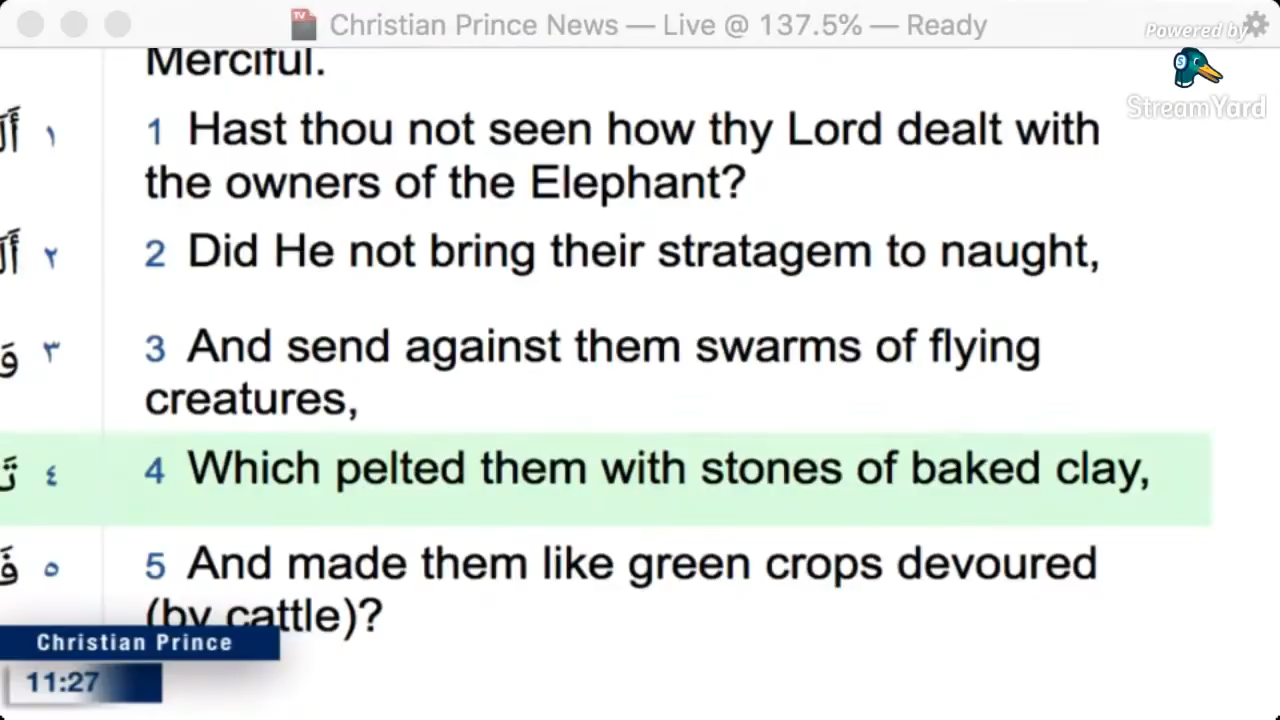 Christian Prince News — Live @ 137.5% — Ready
Powered by
StreamYard
Merciful.
١ 1 Hast thou not seen how thy Lord dealt with
the owners of the Elephant?
٢ 2 Did He not bring their stratagem to naught,
٣ 3 And send against them swarms of flying
creatures,
٤ 4 Which pelted them with stones of baked clay,
٥ 5 And made them like green crops devoured
(by cattle)?
Christian Prince
11:27